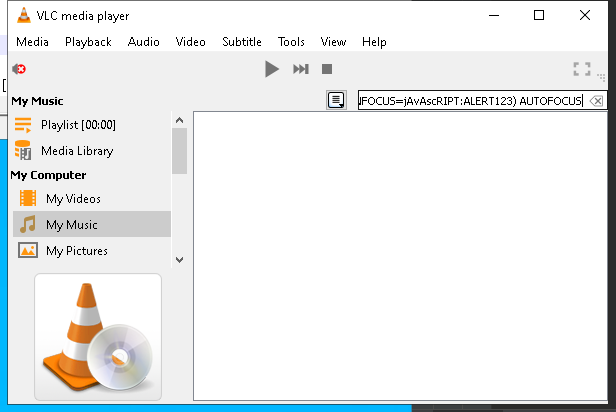 VLC media player
Media Playback Audio Video Subtitle Tools View Help
My Music
JFOCUS=jAvAscRIPT:ALERT123) AUTOFOCUS
Playlist [00:00]
Media Library
My Computer
My Videos
My Music
My Pictures